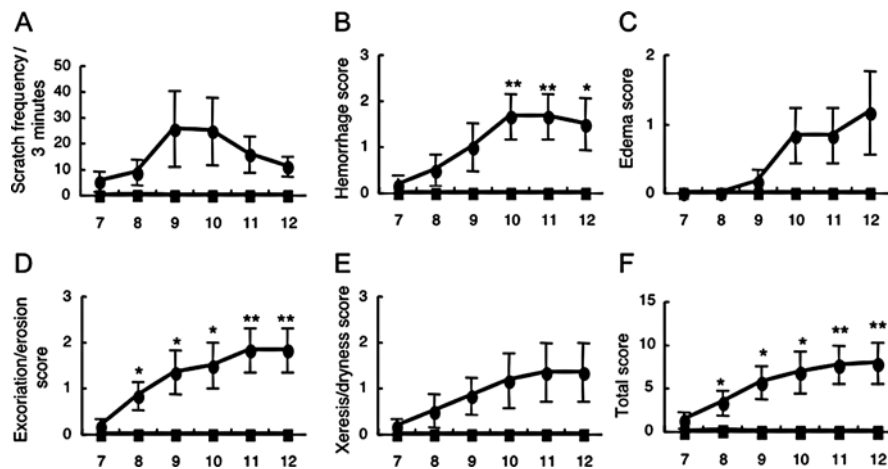 A
Scratch frequency/
3 minutes
50
40
30
20
10
0
7 8 9 10 11 12
B
Hemorrhage score
3
2
1
0
** ** *
7 8 9 10 11 12
C
Edema score
2
1
0
7 8 9 10 11 12
D
Excoriation/erosion
score
3
2
1
0
* * * ** **
7 8 9 10 11 12
E
Xeresis/dryness score
3
2
1
0
7 8 9 10 11 12
F
Total score
15
10
5
0
* * * ** **
7 8 9 10 11 12